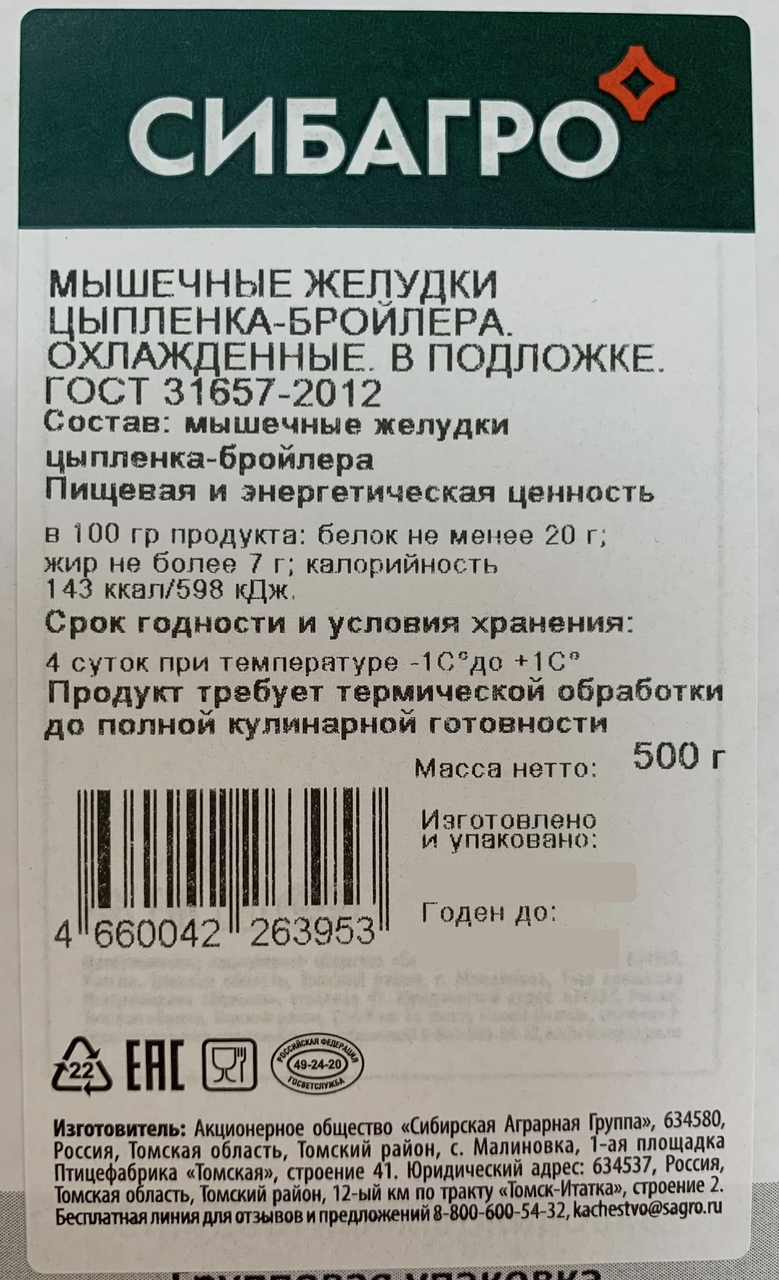 СИБАГРО
МЫШЕЧНЫЕ ЖЕЛУДКИ
ЦЫПЛЕНКА-БРОЙЛЕРА.
ОХЛАЖДЕННЫЕ. В ПОДЛОЖКЕ.
ГОСТ 31657-2012
Состав: мышечные желудки
цыпленка-бройлера
Пищевая и энергетическая ценность
в 100 гр продукта: белок не менее 20 г;
жир не более 7 г; калорийность
143 ккал/598 кДж.
Срок годности и условия хранения:
4 суток при температуре -1С°до +1С°
Продукт требует термической обработки
до полной кулинарной готовности
Масса нетто: 500 г
Изготовлено
и упаковано:
Годен до:
4 660042 263953
22 ЕАС РОССИЙСКАЯ ФЕДЕРАЦИЯ
49-24-20
ГОСВЕТСЛУЖБА
Изготовитель: Акционерное общество «Сибирская Аграрная Группа», 634580,
Россия, Томская область, Томский район, с. Малиновка, 1-ая площадка
Птицефабрика «Томская», строение 41. Юридический адрес: 634537, Россия,
Томская область, Томский район, 12-ый км по тракту «Томск-Итатка», строение 2.
Бесплатная линия для отзывов и предложений 8-800-600-54-32, kachestvo@sagro.ru
Групповая упаковка